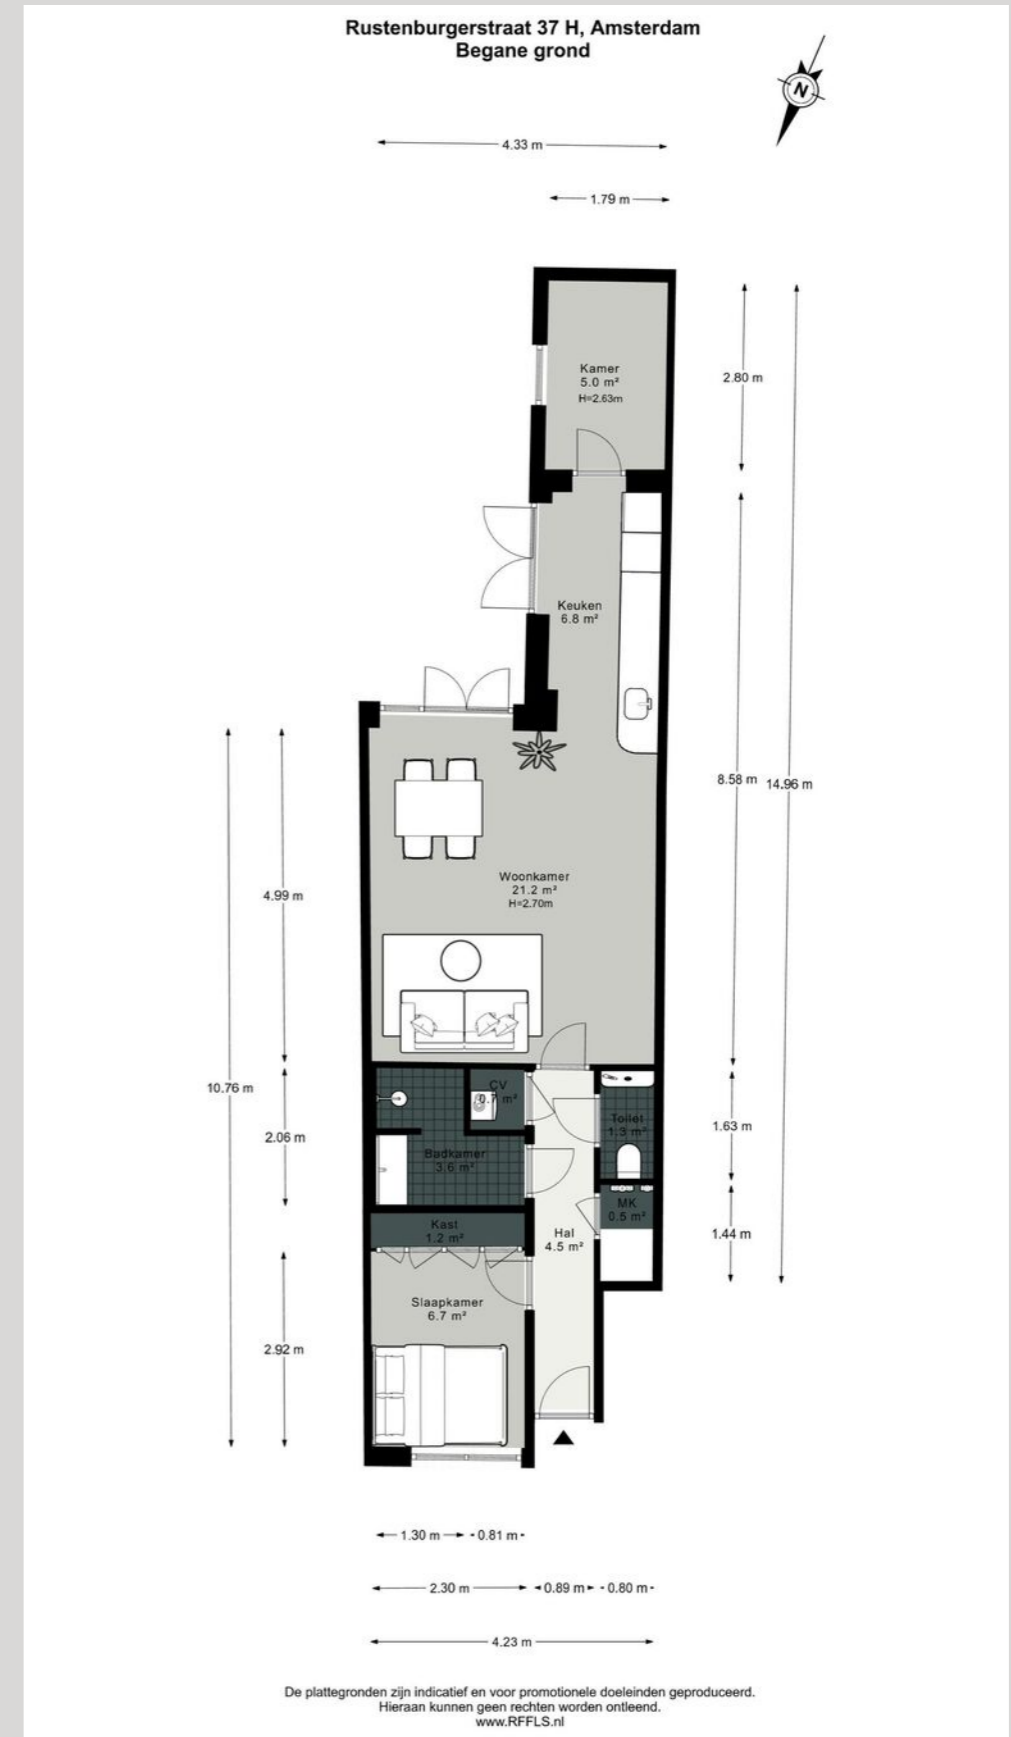 Rustenburgerstraat 37 H, Amsterdam
Begane grond
N
4.33 m
1.79 m
Kamer
5.0 m²
H=2.63m
2.80 m
Keuken
6.8 m²
8.58 m
14.96 m
Woonkamer
21.2 m²
H=2.70m
4.99 m
10.76 m
CV
0.7 m²
Toilet
1.3 m²
1.63 m
2.06 m
Badkamer
3.6 m²
MK
0.5 m²
Kast
1.2 m²
Hal
4.5 m²
1.44 m
Slaapkamer
6.7 m²
2.92 m
1.30 m
0.81 m
2.30 m
0.89 m
0.80 m
4.23 m
De plattegronden zijn indicatief en voor promotionele doeleinden geproduceerd.
Hieraan kunnen geen rechten worden ontleend.
www.RFFLS.nl